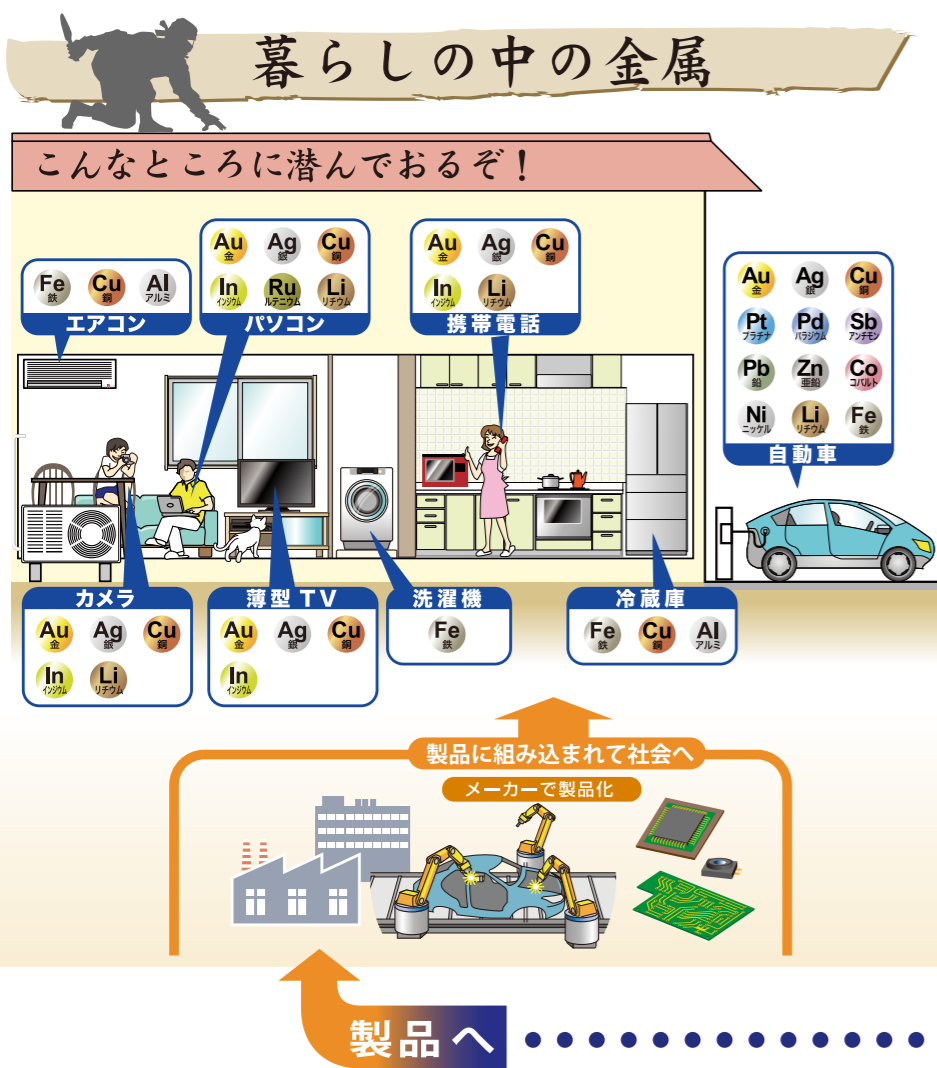 暮らしの中の金属
こんなところに潜んでおるぞ！
Fe 鉄 Cu 銅 Al アルミ
エアコン
Au 金 Ag 銀 Cu 銅
In インジウム Ru ルテニウム Li リチウム
パソコン
Au 金 Ag 銀 Cu 銅
In インジウム Li リチウム
携帯電話
Au 金 Ag 銀 Cu 銅
Pt プラチナ Pd パラジウム Sb アンチモン
Pb 鉛 Zn 亜鉛 Co コバルト
Ni ニッケル Li リチウム Fe 鉄
自動車
カメラ
Au 金 Ag 銀 Cu 銅
In インジウム Li リチウム
薄型TV
Au 金 Ag 銀 Cu 銅
In インジウム
洗濯機
Fe 鉄
冷蔵庫
Fe 鉄 Cu 銅 Al アルミ
製品に組み込まれて社会へ
メーカーで製品化
製品へ